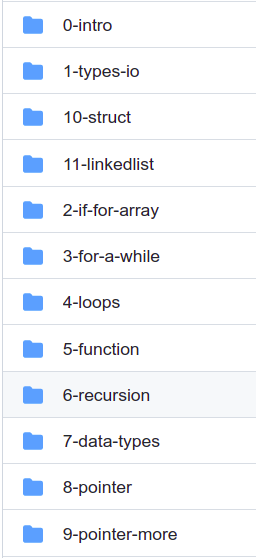 0-intro
1-types-io
10-struct
11-linkedlist
2-if-for-array
3-for-a-while
4-loops
5-function
6-recursion
7-data-types
8-pointer
9-pointer-more